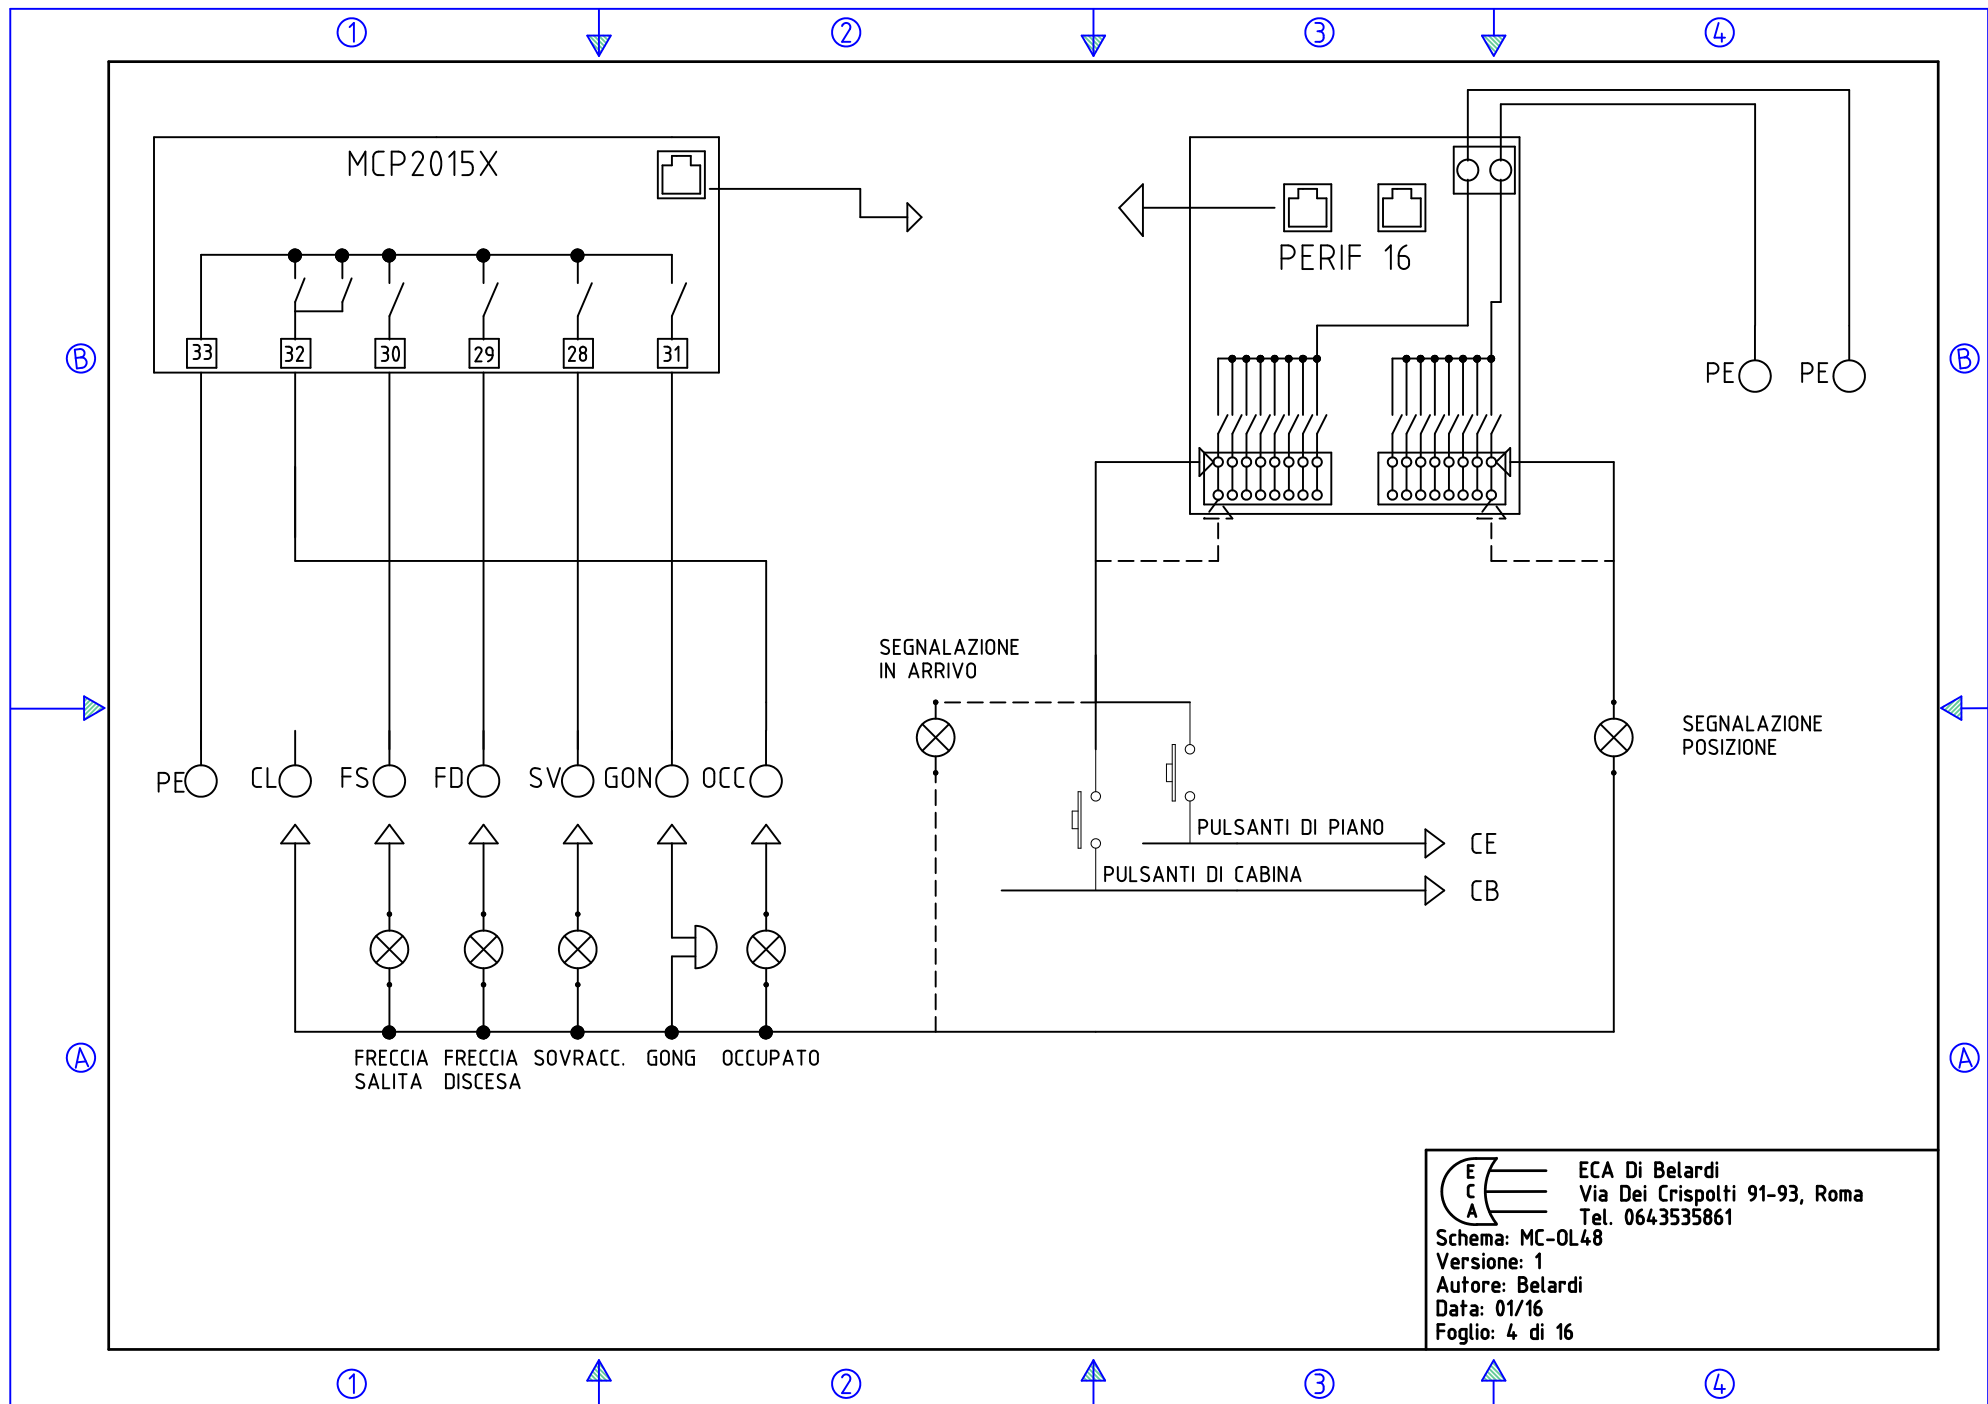 1 2 3 4
MCP2015X
PERIF 16
33 32 30 29 28 31
B B
PE PE
SEGNALAZIONE
IN ARRIVO
SEGNALAZIONE
POSIZIONE
PE CL FS FD SV GON OCC
PULSANTI DI PIANO CE
PULSANTI DI CABINA CB
A A
FRECCIA
SALITA
FRECCIA
DISCESA
SOVRACC.
GONG
OCCUPATO
E
C
A
ECA Di Belardi
Via Dei Crispolti 91-93, Roma
Tel. 0643535861
Schema: MC-OL48
Versione: 1
Autore: Belardi
Data: 01/16
Foglio: 4 di 16
1 2 3 4